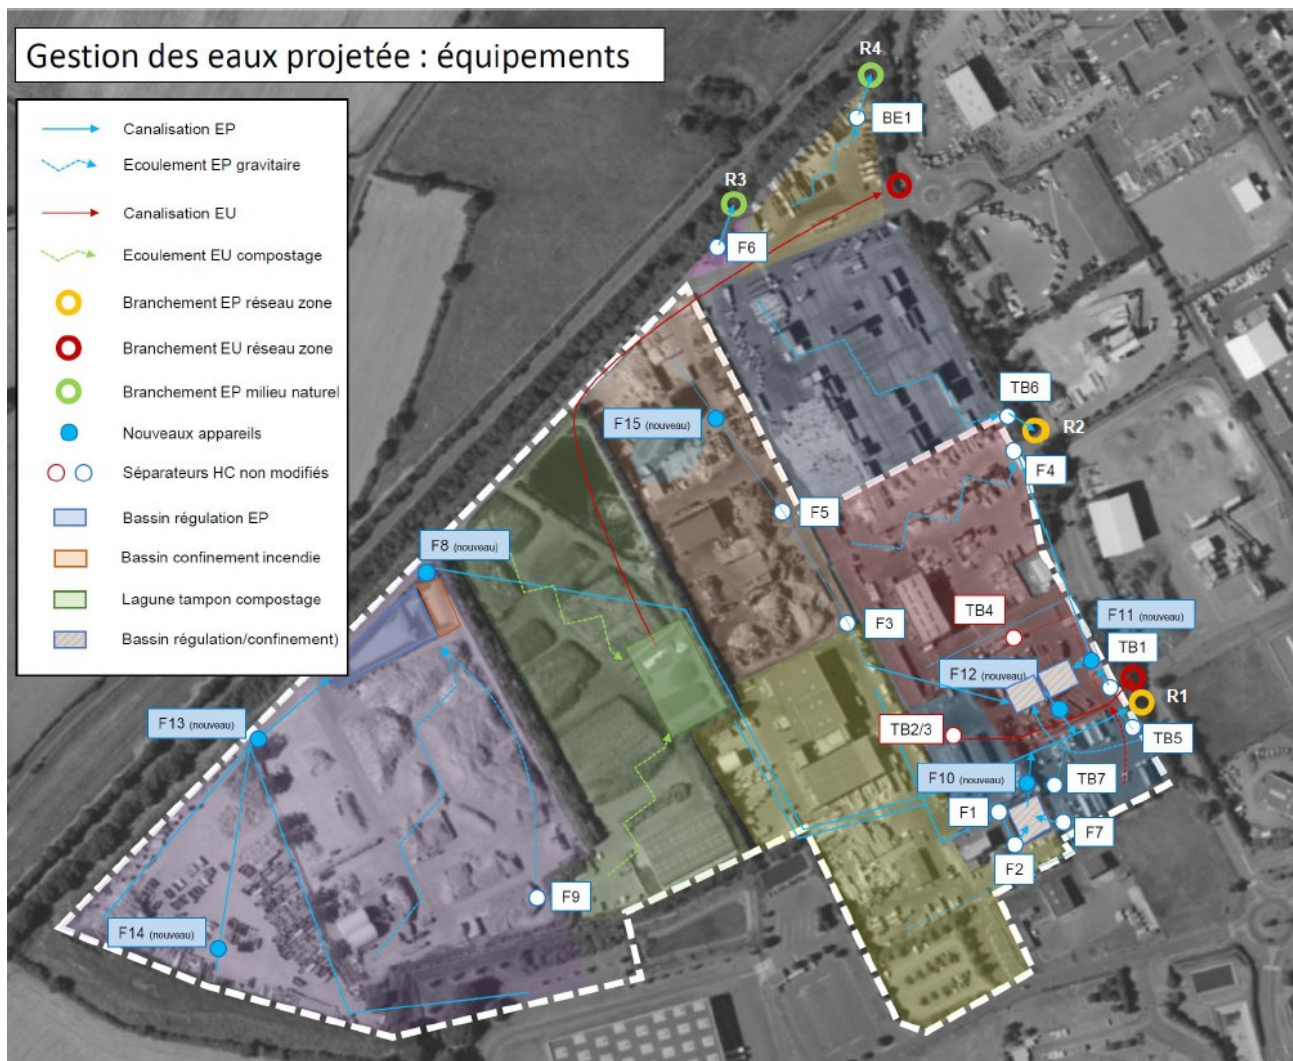 Gestion des eaux projetée : équipements
Canalisation EP
Ecoulement EP gravitaire
Canalisation EU
Ecoulement EU compostage
Branchement EP réseau zone
Branchement EU réseau zone
Branchement EP milieu naturel
Nouveaux appareils
Séparateurs HC non modifiés
Bassin régulation EP
Bassin confinement incendie
Lagune tampon compostage
Bassin régulation/confinement)
R4
BE1
R3
F6
TB6
F15 (nouveau)
R2
F4
F5
F8 (nouveau)
TB4
F11 (nouveau)
F3
TB1
F12 (nouveau)
R1
F13 (nouveau)
TB2/3
TB5
F10 (nouveau)
TB7
F1
F7
F2
F9
F14 (nouveau)